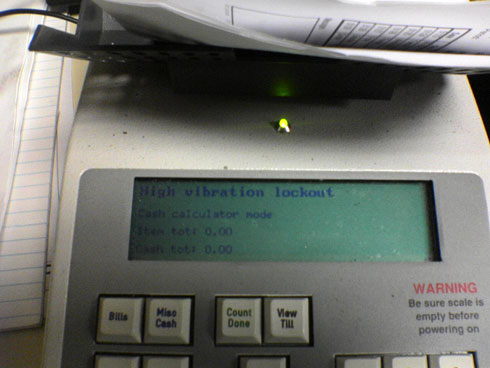 High vibration lockout
Cash calculator mode
Item tot: 0.00
Cash tot: 0.00
WARNING
Be sure scale is
empty before
powering on
Bills
Misc
Cash
Count
Done
View
Till